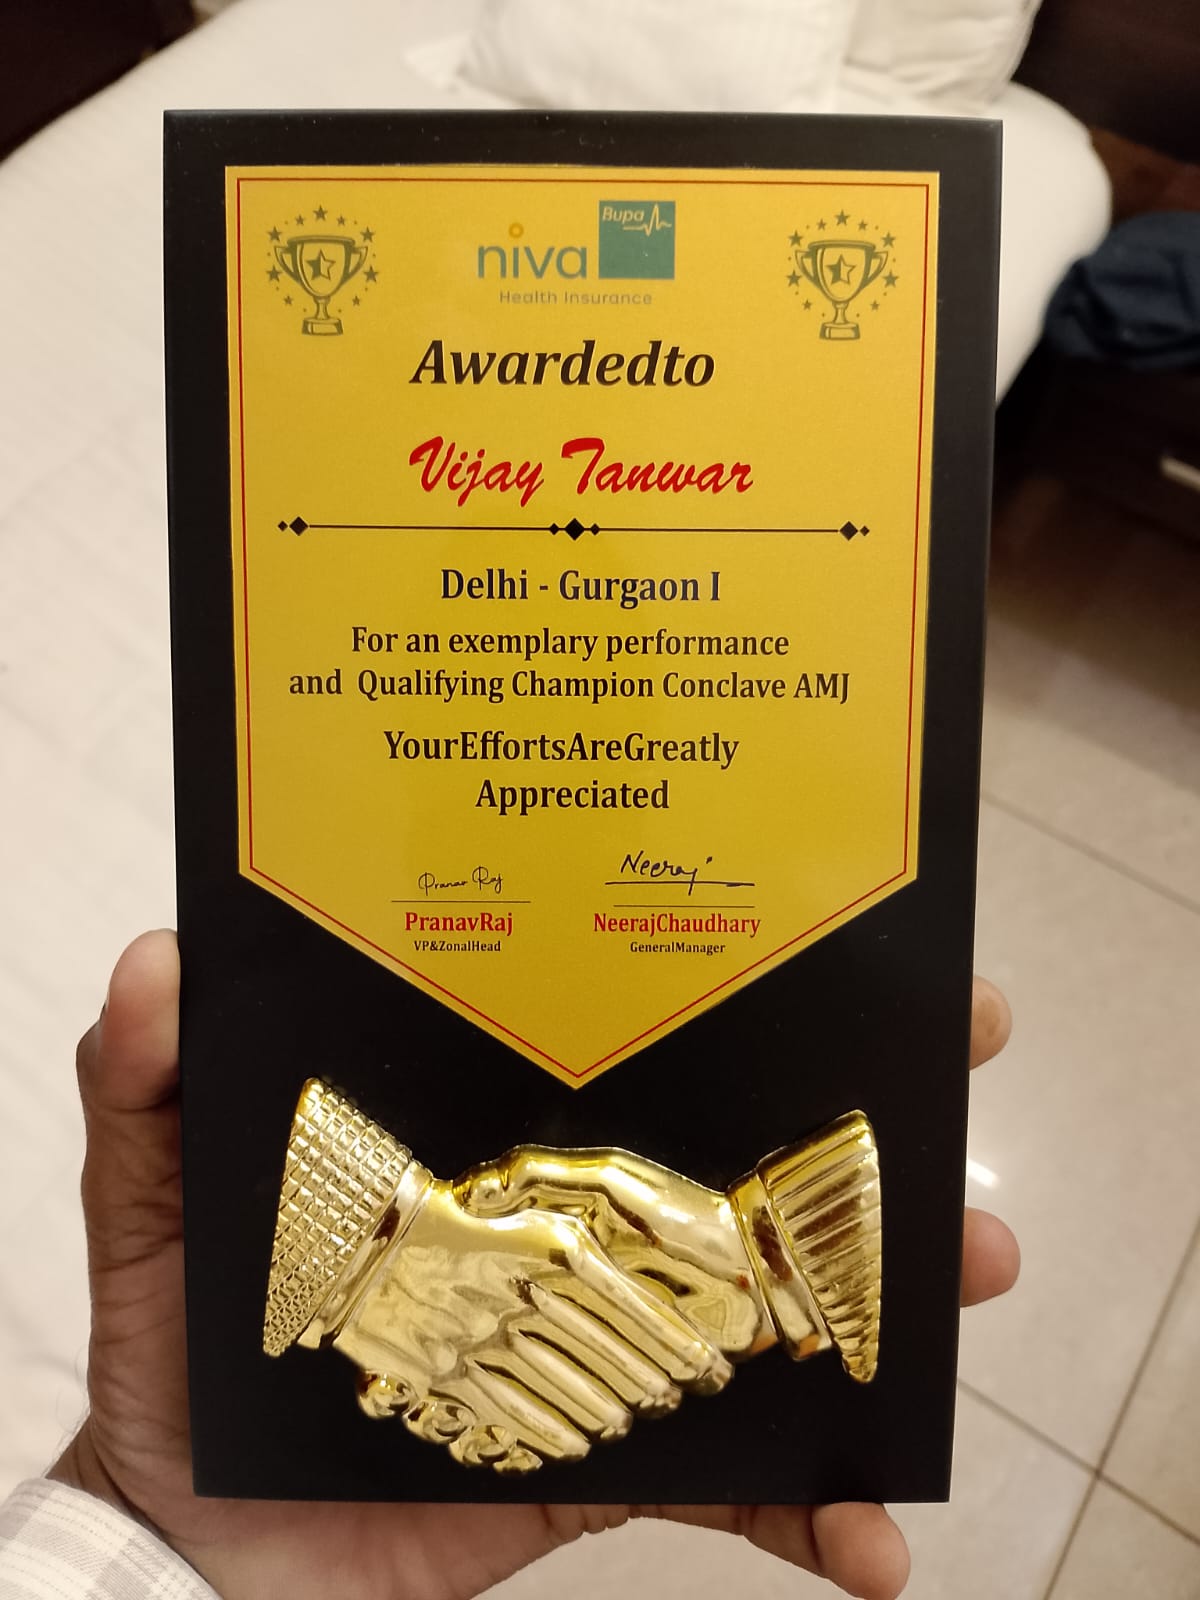 Bupa
niva
Health Insurance
Awardedto
Vijay Tanwar
Delhi - Gurgaon I
For an exemplary performance
and Qualifying Champion Conclave AMJ
YourEffortsAreGreatly
Appreciated
Pranav Raj
Neeraj
PranavRaj
NeerajChaudhary
VP&ZonalHead
GeneralManager